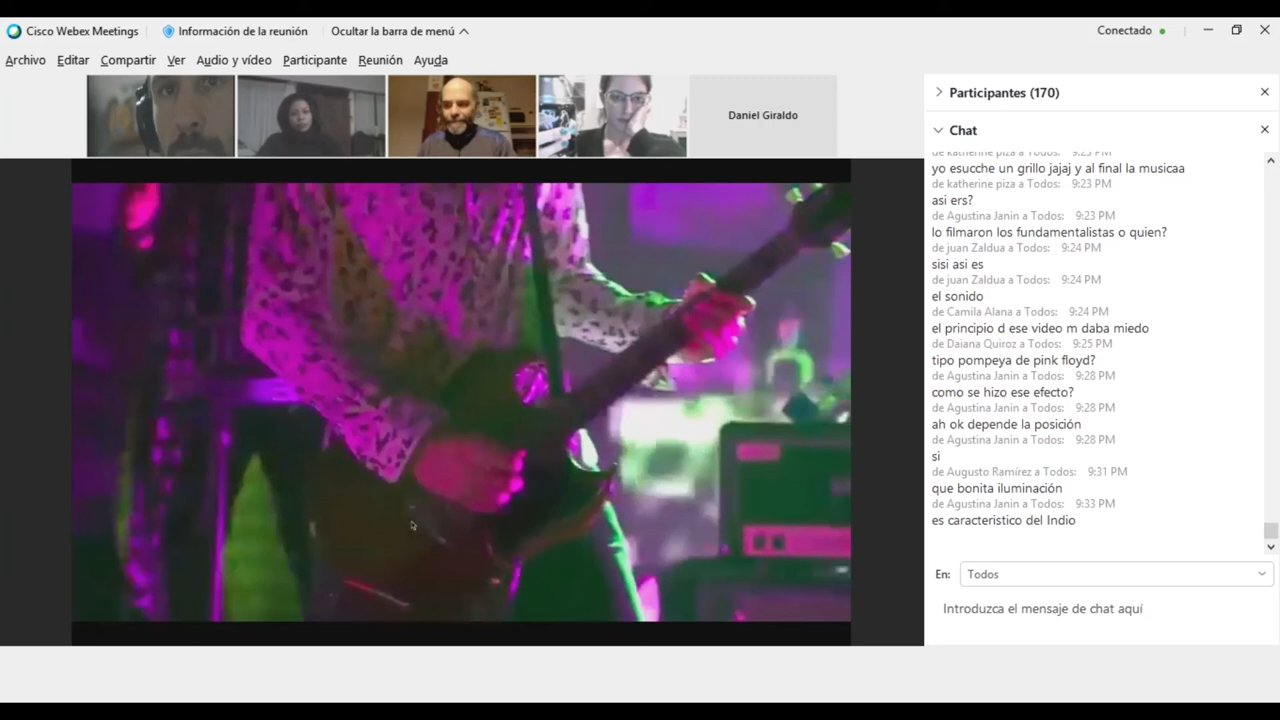 Cisco Webex Meetings
Información de la reunión
Ocultar la barra de menú
Conectado
Archivo Editar Compartir Ver Audio y vídeo Participante Reunión Ayuda
Daniel Giraldo
Participantes (170)
Chat
de katherine piza a Todos: 9:23 PM
yo esucche un grillo jajaj y al final la musicaa
de katherine piza a Todos: 9:23 PM
asi ers?
de Agustina Janin a Todos: 9:23 PM
lo filmaron los fundamentalistas o quien?
de juan Zaldua a Todos: 9:24 PM
sisi asi es
de juan Zaldua a Todos: 9:24 PM
el sonido
de Camila Alana a Todos: 9:24 PM
el principio d ese video m daba miedo
de Daiana Quiroz a Todos: 9:25 PM
tipo pompeya de pink floyd?
de Agustina Janin a Todos: 9:28 PM
como se hizo ese efecto?
de Agustina Janin a Todos: 9:28 PM
ah ok depende la posición
de Agustina Janin a Todos: 9:28 PM
si
de Augusto Ramírez a Todos: 9:31 PM
que bonita iluminación
de Agustina Janin a Todos: 9:33 PM
es caracteristico del Indio
En: Todos
Introduzca el mensaje de chat aquí